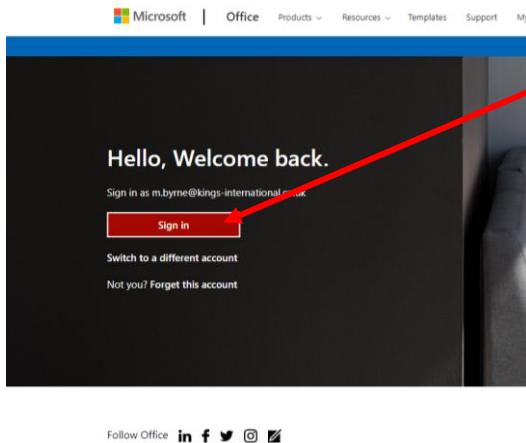 Microsoft | Office Products Resources Templates Support My
Hello, Welcome back.
Sign in as m.byrne@kings-international.co.uk
Sign in
Switch to a different account
Not you? Forget this account
Follow Office